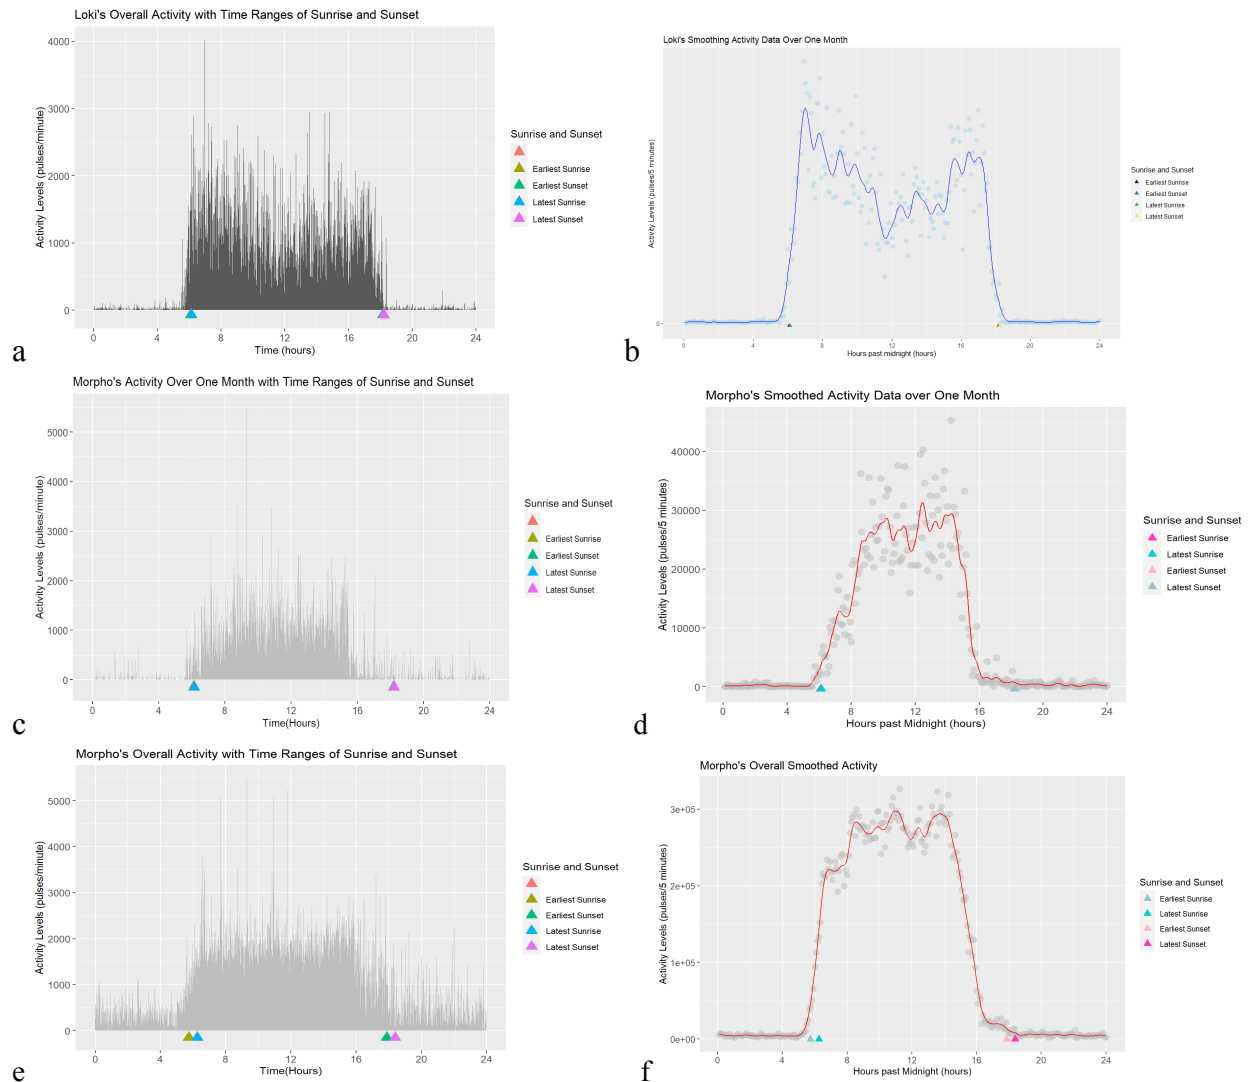 Loki's Overall Activity with Time Ranges of Sunrise and Sunset
4000
3000
2000
1000
0
Activity Levels (pulses/minute)
0 4 8 12 16 20 24
Time (hours)
Sunrise and Sunset
Earliest Sunrise
Earliest Sunset
Latest Sunrise
Latest Sunset
a
Loki's Smoothing Activity Data Over One Month
Activity Levels (pulses/5 minutes)
0
0 4 8 12 16 20 24
Hours past midnight (hours)
Sunrise and Sunset
Earliest Sunrise
Earliest Sunset
Latest Sunrise
Latest Sunset
b
Morpho's Activity Over One Month with Time Ranges of Sunrise and Sunset
5000
4000
3000
2000
1000
0
Activity Levels (pulses/minute)
0 4 8 12 16 20 24
Time(Hours)
Sunrise and Sunset
Earliest Sunrise
Earliest Sunset
Latest Sunrise
Latest Sunset
c
Morpho's Smoothed Activity Data over One Month
40000
30000
20000
10000
0
Activity Levels (pulses/5 minutes)
0 4 8 12 16 20 24
Hours past Midnight (hours)
Sunrise and Sunset
Earliest Sunrise
Latest Sunrise
Earliest Sunset
Latest Sunset
d
Morpho's Overall Activity with Time Ranges of Sunrise and Sunset
5000
4000
3000
2000
1000
0
Activity Levels (pulses/minute)
0 4 8 12 16 20 24
Time(Hours)
Sunrise and Sunset
Earliest Sunrise
Earliest Sunset
Latest Sunrise
Latest Sunset
e
Morpho's Overall Smoothed Activity
3e+05
2e+05
1e+05
0e+00
Activity Levels (pulses/5 minutes)
0 4 8 12 16 20 24
Hours past Midnight (hours)
Sunrise and Sunset
Earliest Sunrise
Latest Sunrise
Earliest Sunset
Latest Sunset
f